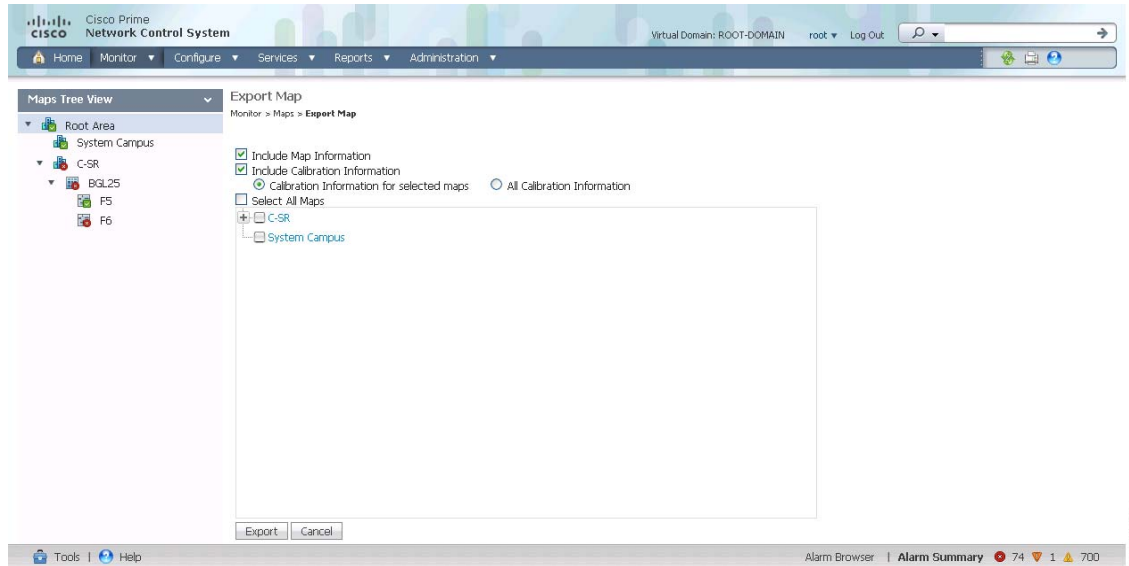 Cisco Prime
CISCO Network Control System
Virtual Domain: ROOT-DOMAIN root Log Out
Home Monitor Configure Services Reports Administration
Maps Tree View
Root Area
System Campus
C-SR
BGL25
F5
F6
Export Map
Monitor > Maps > Export Map
Include Map Information
Include Calibration Information
Calibration Information for selected maps All Calibration Information
Select All Maps
C-SR
System Campus
Export Cancel
Tools | Help Alarm Browser | Alarm Summary 74 1 700